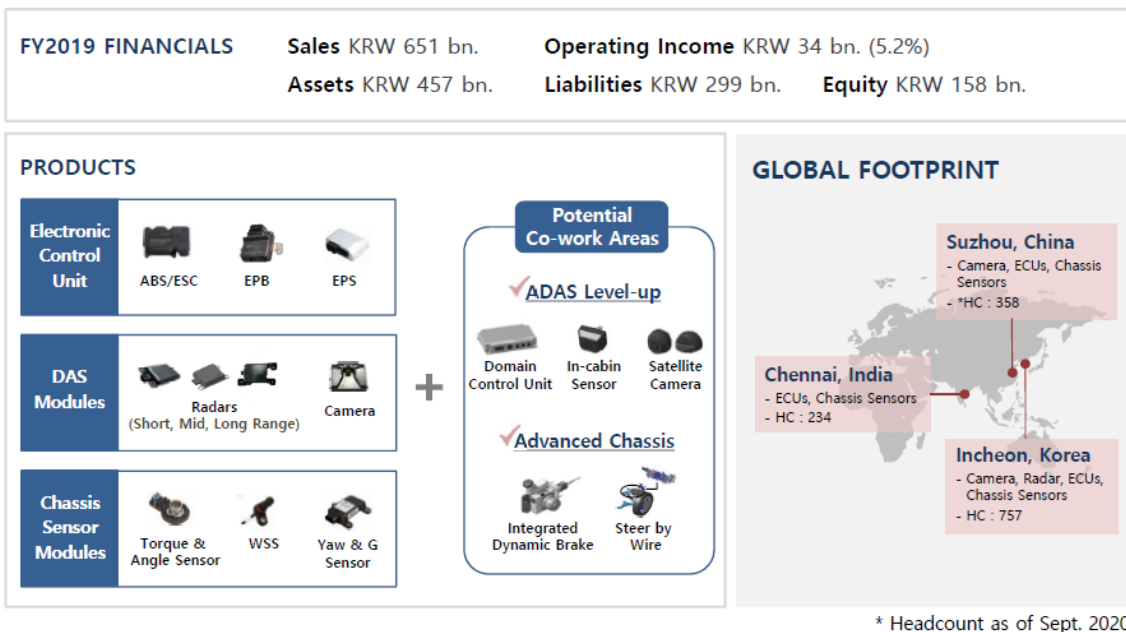 FY2019 FINANCIALS
Sales KRW 651 bn.
Operating Income KRW 34 bn. (5.2%)
Assets KRW 457 bn.
Liabilities KRW 299 bn.
Equity KRW 158 bn.
PRODUCTS
Electronic
Control
Unit
ABS/ESC
EPB
EPS
DAS
Modules
Radars
(Short, Mid, Long Range)
Camera
Chassis
Sensor
Modules
Torque &
Angle Sensor
WSS
Yaw & G
Sensor
+
Potential
Co-work Areas
✓ADAS Level-up
Domain
Control Unit
In-cabin
Sensor
Satellite
Camera
✓Advanced Chassis
Integrated
Dynamic Brake
Steer by
Wire
GLOBAL FOOTPRINT
Suzhou, China
- Camera, ECUs, Chassis
Sensors
- *HC : 358
Chennai, India
- ECUs, Chassis Sensors
- HC : 234
Incheon, Korea
- Camera, Radar, ECUs,
Chassis Sensors
- HC : 757
* Headcount as of Sept. 2020